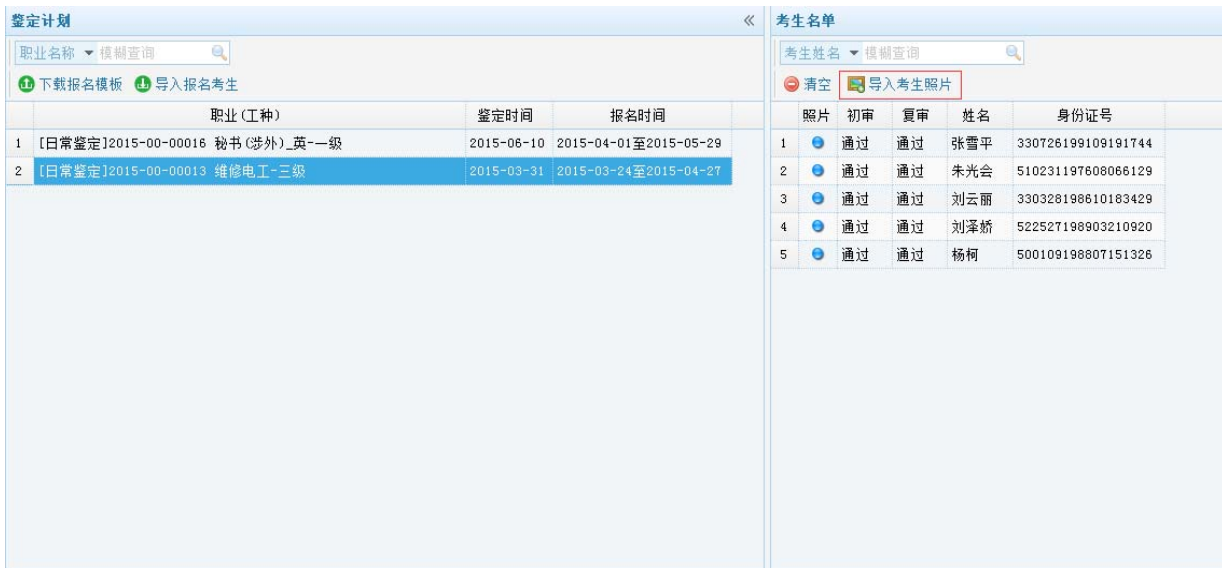 鉴定计划
职业名称 模糊查询
下载报名模板 导入报名考生
职业(工种) 鉴定时间 报名时间
1 [日常鉴定]2015-00-00016 秘书(涉外)_英-一级 2015-06-10 2015-04-01至2015-05-29
2 [日常鉴定]2015-00-00013 维修电工-三级 2015-03-31 2015-03-24至2015-04-27
考生名单
考生姓名 模糊查询
清空 导入考生照片
照片 初审 复审 姓名 身份证号
1 通过 通过 张雪平 330726199109191744
2 通过 通过 朱光会 510231197608066129
3 通过 通过 刘云丽 330328198610183429
4 通过 通过 刘泽娇 522527198903210920
5 通过 通过 杨柯 500109198807151326